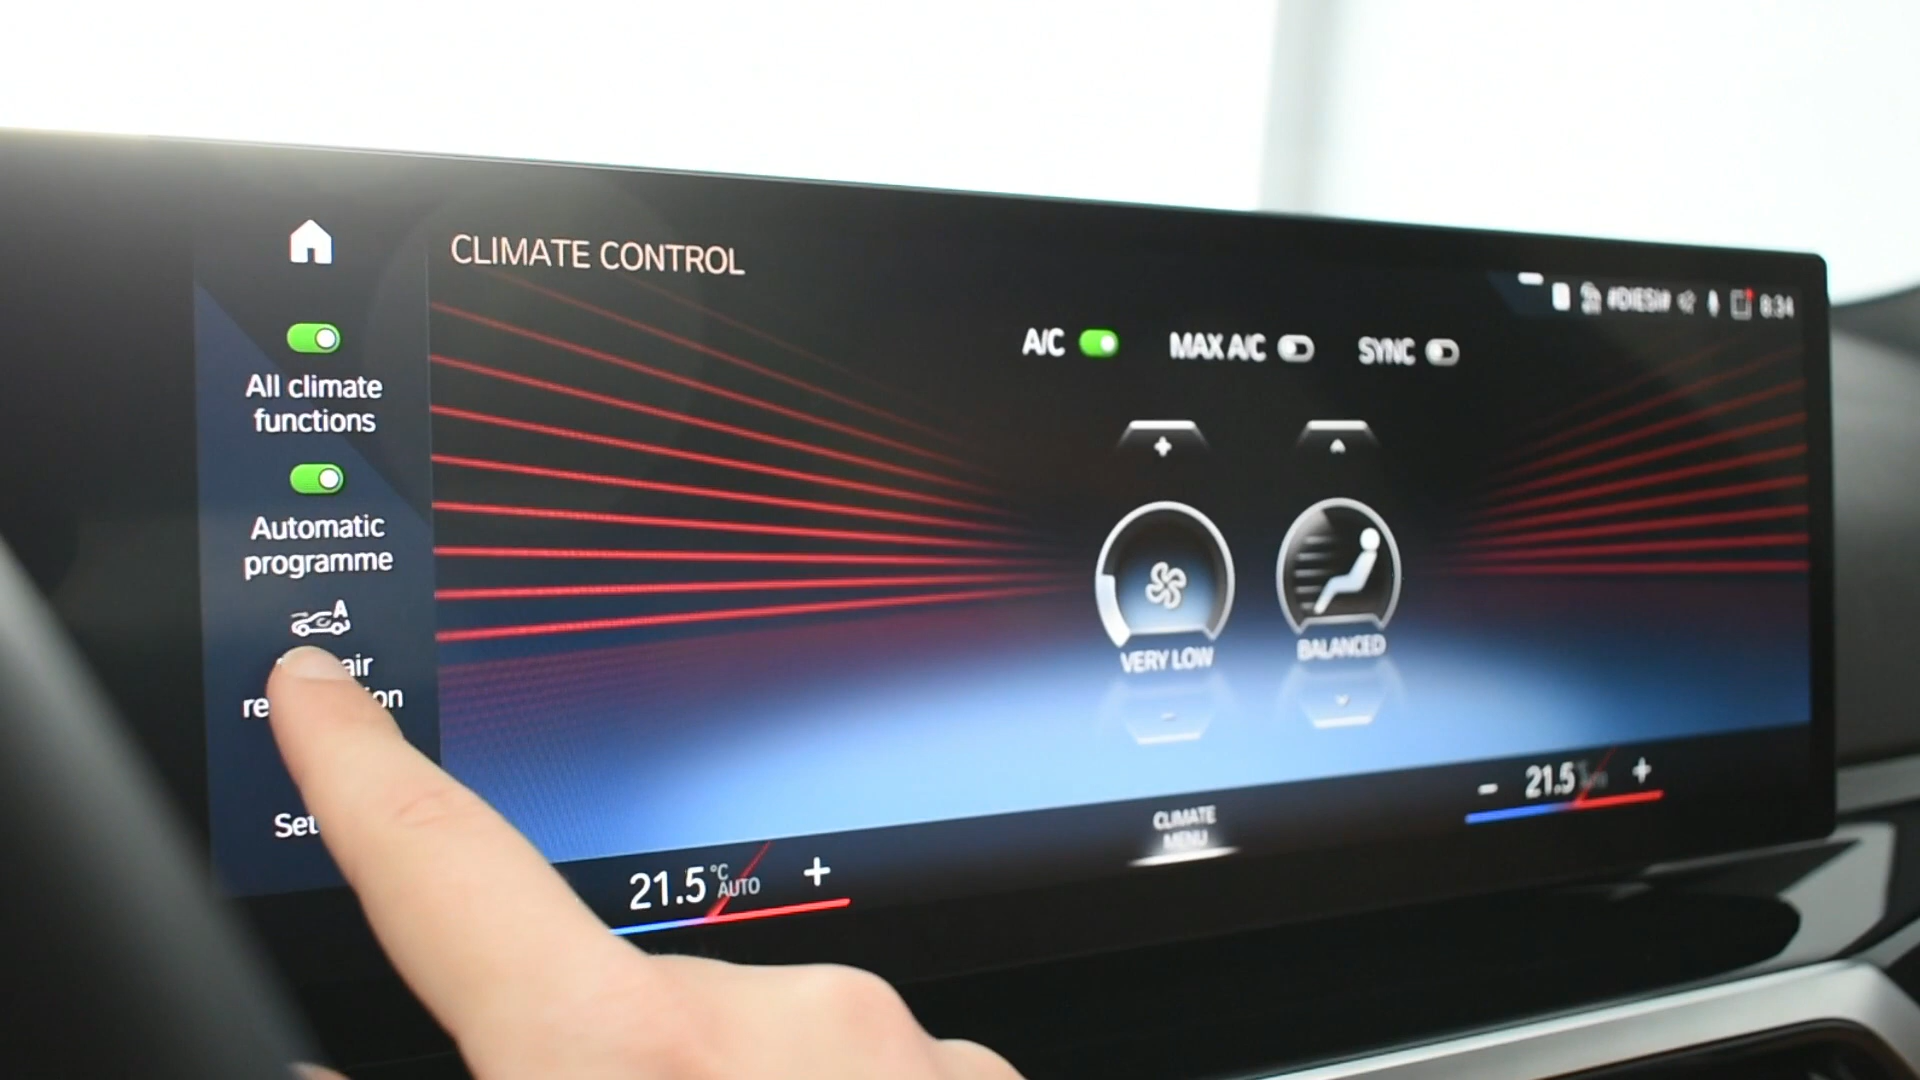 CLIMATE CONTROL
8:34
A/C
MAX A/C
SYNC
All climate
functions
Automatic
programme
A
air
VERY LOW
BALANCED
21.5
CLIMATE
MENU
21.5 °C
AUTO